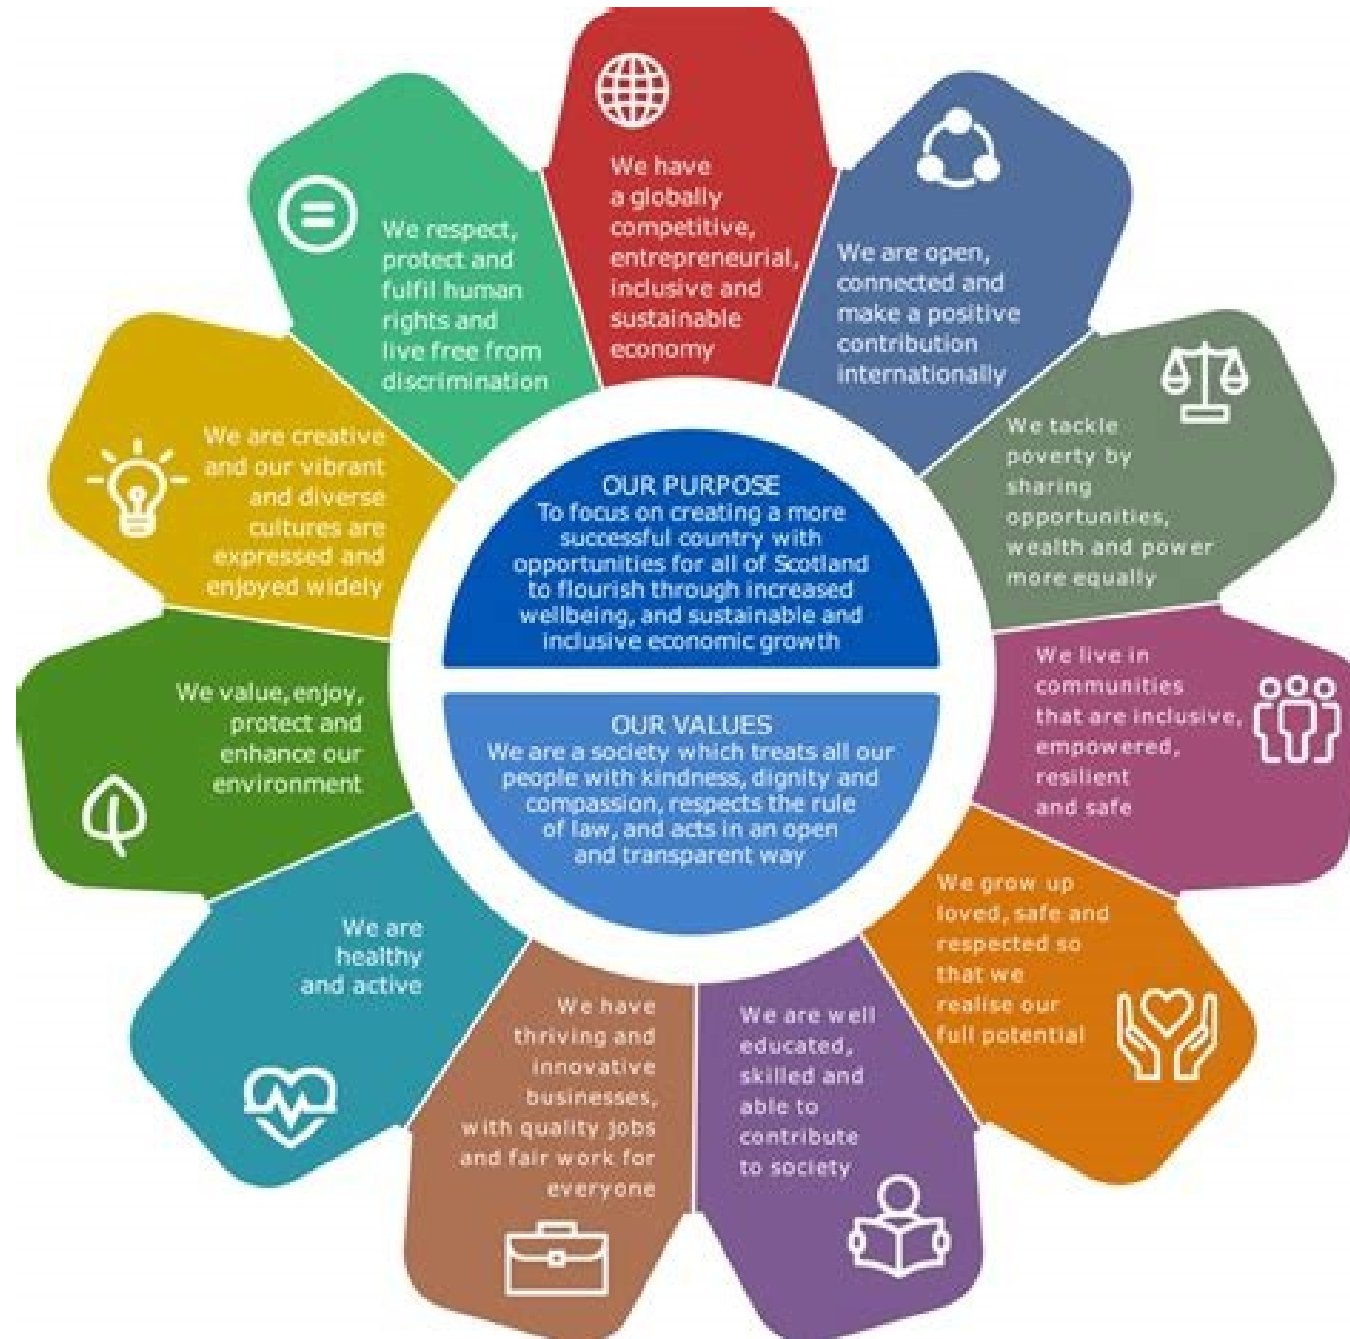 We have
a globally
competitive,
entrepreneurial,
inclusive and
sustainable
economy
We are open,
connected and
make a positive
contribution
internationally
We tackle
poverty by
sharing
opportunities,
wealth and power
more equally
We live in
communities
that are inclusive,
empowered,
resilient
and safe
We grow up
loved, safe and
respected so
that we
realise our
full potential
We are well
educated,
skilled and
able to
contribute
to society
We have
thriving and
innovative
businesses,
with quality jobs
and fair work for
everyone
We are
healthy
and active
We value, enjoy,
protect and
enhance our
environment
We are creative
and our vibrant
and diverse
cultures are
expressed and
enjoyed widely
We respect,
protect and
fulfil human
rights and
live free from
discrimination
OUR PURPOSE
To focus on creating a more
successful country with
opportunities for all of Scotland
to flourish through increased
wellbeing, and sustainable and
inclusive economic growth
OUR VALUES
We are a society which treats all our
people with kindness, dignity and
compassion, respects the rule
of law, and acts in an open
and transparent way